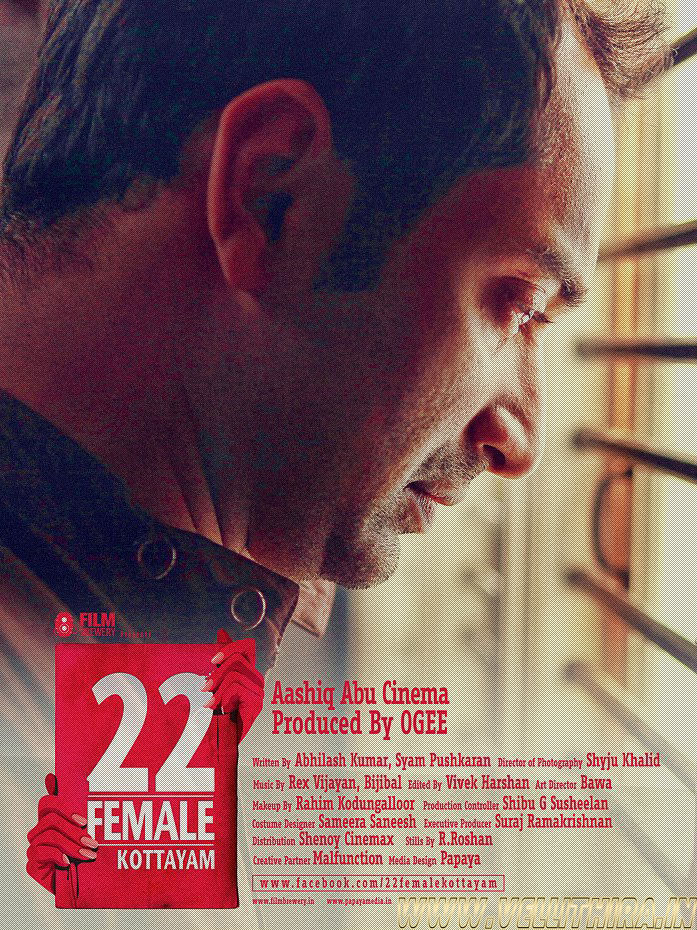 FILM
BREWERY presents
22
FEMALE
KOTTAYAM
Aashiq Abu Cinema
Produced By OGEE
Written By Abhilash Kumar, Syam Pushkaran Director of Photography Shyju Khalid
Music By Rex Vijayan, Bijibal Edited By Vivek Harshan Art Director Bawa
Makeup By Rahim Kodungalloor Production Controller Shibu G Susheelan
Costume Designer Sameera Saneesh Executive Producer Suraj Ramakrishnan
Distribution Shenoy Cinemax Stills By R.Roshan
Creative Partner Malfunction Media Design Papaya
www.facebook.com/22femalekottayam
www.filmbrewery.in www.papayamedia.in
WWW.VELLITHIRA.IN